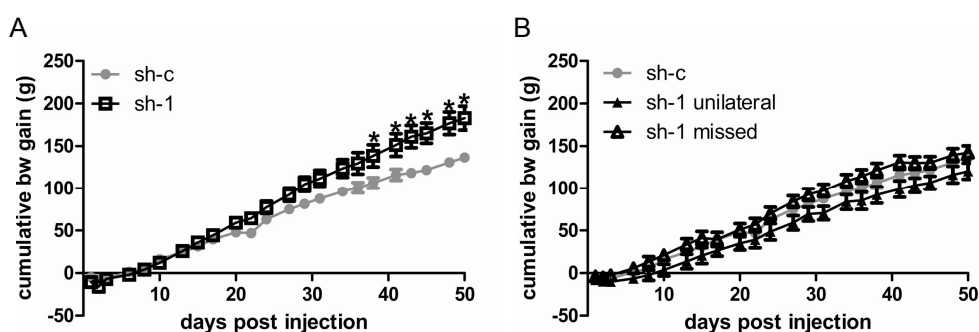 A
cumulative bw gain (g)
250
200
150
100
50
0
-50
sh-c
sh-1
* * * * * *
10 20 30 40 50
days post injection
B
cumulative bw gain (g)
250
200
150
100
50
0
-50
sh-c
sh-1 unilateral
sh-1 missed
10 20 30 40 50
days post injection